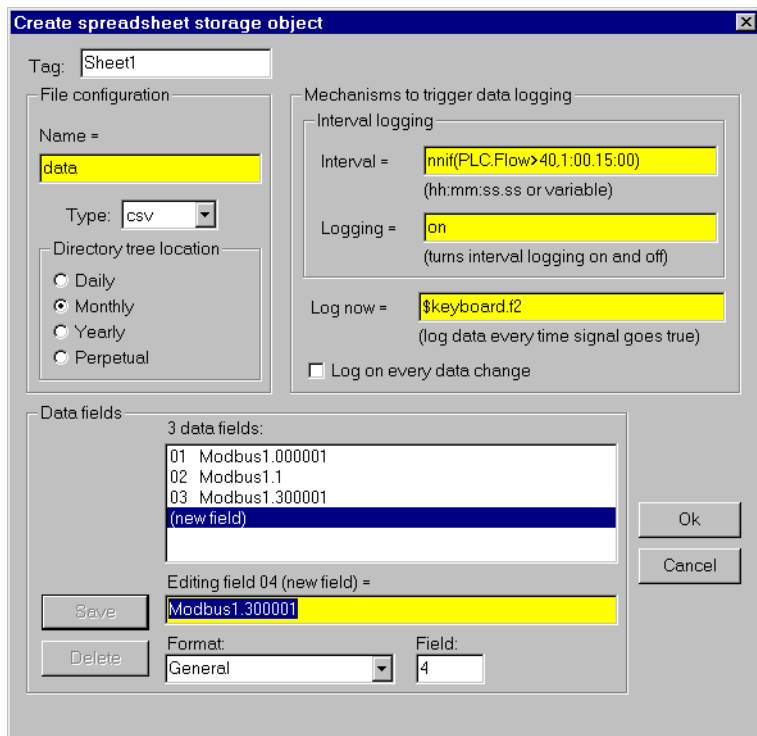 Create spreadsheet storage object
Tag: Sheet1
File configuration
Name =
data
Type: csv
Directory tree location
Daily
Monthly
Yearly
Perpetual
Mechanisms to trigger data logging
Interval logging
Interval = nnif(PLC.Flow>40,1:00.15:00)
(hh:mm:ss.ss or variable)
Logging = on
(turns interval logging on and off)
Log now = $keyboard.f2
(log data every time signal goes true)
Log on every data change
Data fields
3 data fields:
01 Modbus1.000001
02 Modbus1.1
03 Modbus1.300001
(new field)
Editing field 04 (new field) =
Modbus1.300001
Save
Delete
Format: Field:
General 4
Ok
Cancel